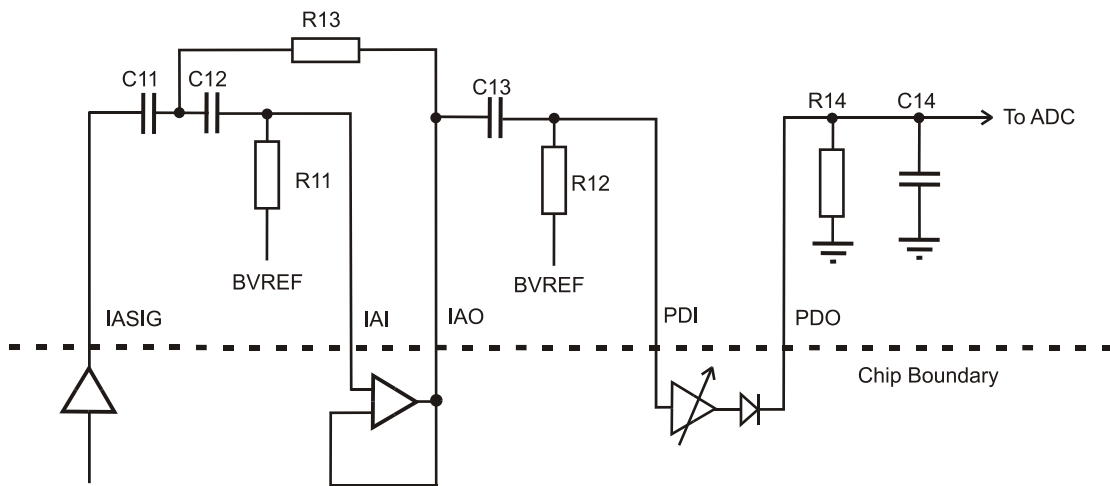 R13
C11
C12
C13
R14
C14
To ADC
R11
R12
BVREF
BVREF
IASIG
IAI
IAO
PDI
PDO
Chip Boundary